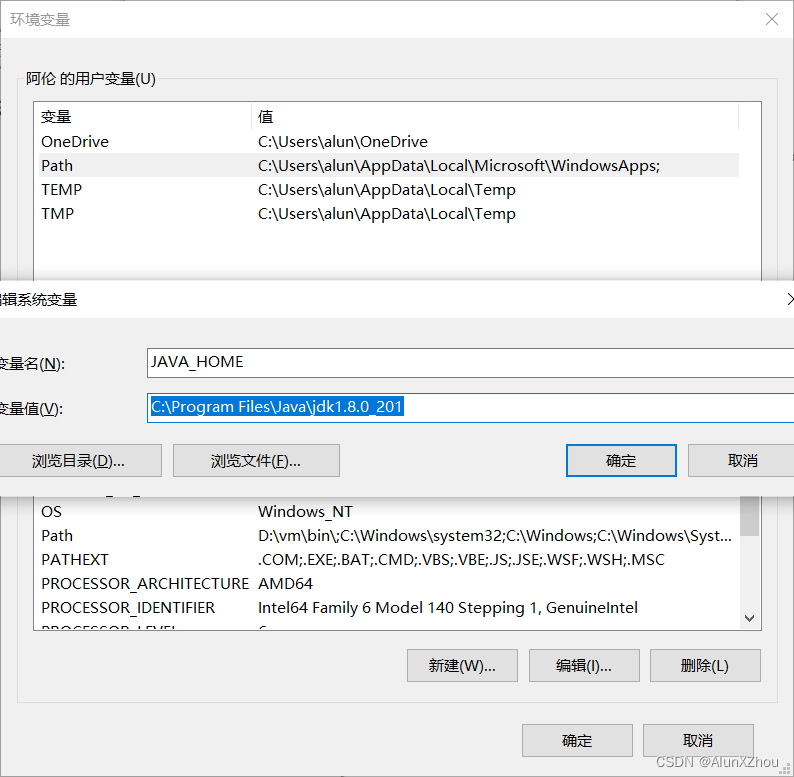 环境变量
阿伦 的用户变量(U)
变量 值
OneDrive C:\Users\alun\OneDrive
Path C:\Users\alun\AppData\Local\Microsoft\WindowsApps;
TEMP C:\Users\alun\AppData\Local\Temp
TMP C:\Users\alun\AppData\Local\Temp
编辑系统变量
变量名(N): JAVA_HOME
变量值(V): C:\Program Files\Java\jdk1.8.0_201
浏览目录(D)... 浏览文件(F)... 确定 取消
OS Windows_NT
Path D:\vm\bin\;C:\Windows\system32;C:\Windows;C:\Windows\Syst...
PATHEXT .COM;.EXE;.BAT;.CMD;.VBS;.VBE;.JS;.JSE;.WSF;.WSH;.MSC
PROCESSOR_ARCHITECTURE AMD64
PROCESSOR_IDENTIFIER Intel64 Family 6 Model 140 Stepping 1, GenuineIntel
新建(W)... 编辑(I)... 删除(L)
确定 取消
CSDN @AlunXZhou